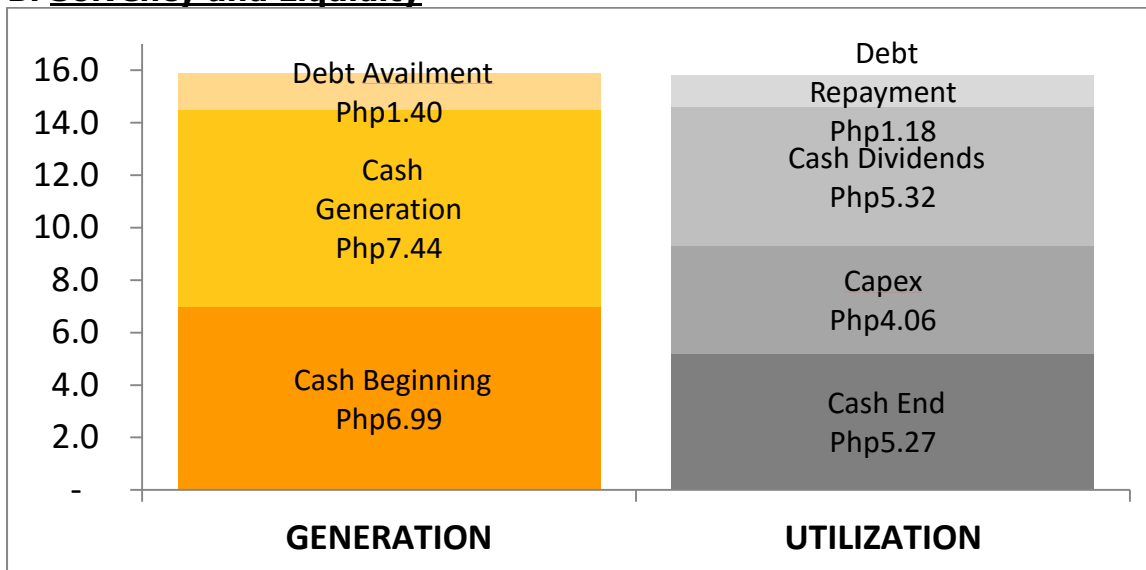 16.0
14.0
12.0
10.0
8.0
6.0
4.0
2.0
-
Debt Availment
Php1.40
Cash
Generation
Php7.44
Cash Beginning
Php6.99
Debt
Repayment
Php1.18
Cash Dividends
Php5.32
Capex
Php4.06
Cash End
Php5.27
GENERATION
UTILIZATION